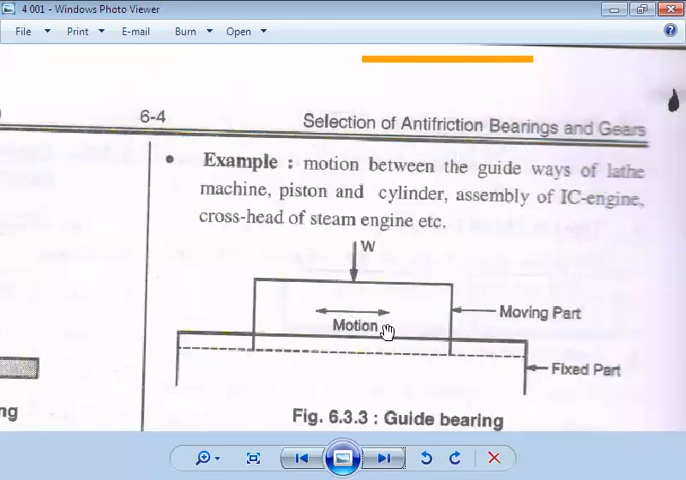 4 001 - Windows Photo Viewer
File Print E-mail Burn Open
6-4 Selection of Antifriction Bearings and Gears
• Example : motion between the guide ways of lathe
machine, piston and cylinder, assembly of IC-engine,
cross-head of steam engine etc.
W
Moving Part
Motion
Fixed Part
ng
Fig. 6.3.3 : Guide bearing